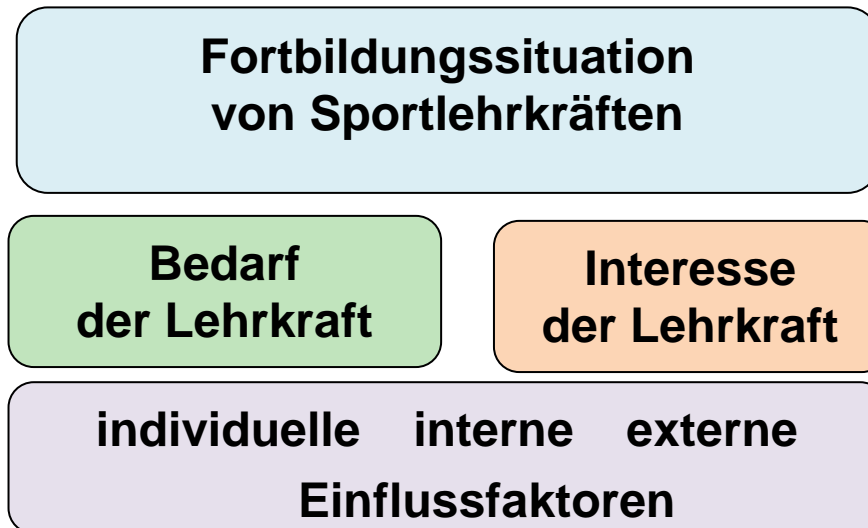 Fortbildungssituation
von Sportlehrkräften
Bedarf
der Lehrkraft
Interesse
der Lehrkraft
individuelle interne externe
Einflussfaktoren